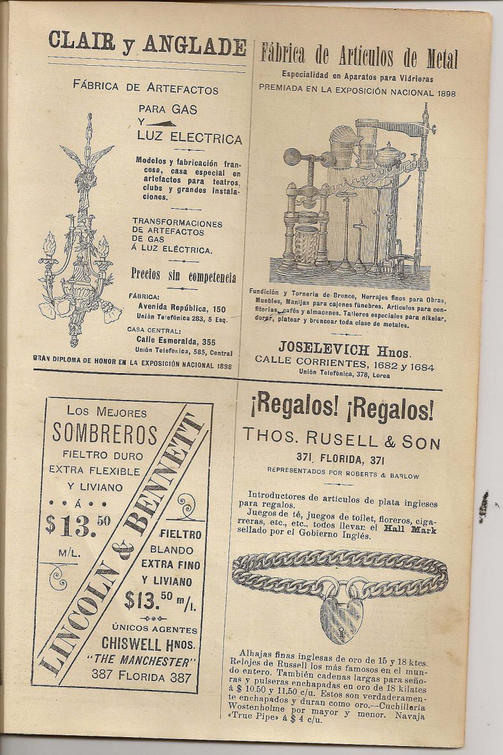 CLAIR y ANGLADE
FÁBRICA DE ARTEFACTOS
PARA GAS
Y
LUZ ELECTRICA
Modelos y fabricación fran-
cesa, casa especial en
artefactos para teatros,
clubs y grandes instala-
ciones.
TRANSFORMACIONES
DE ARTEFACTOS
DE GAS
Á LUZ ELÉCTRICA.
Precios sin competencia
FÁBRICA:
Avenida República, 150
Unión Telefónica 283, 5 Esq.
CASA CENTRAL:
Calle Esmeralda, 355
Unión Telefónica, 585, Central
GRAN DIPLOMA DE HONOR EN LA EXPOSICIÓN NACIONAL 1898
Fábrica de Artículos de Metal
Especialidad en Aparatos para Vidrieras
PREMIADA EN LA EXPOSICIÓN NACIONAL 1898
Fundición y Tornería de Bronce, Herrajes finos para Obras,
Muebles, Manijas para cajones fúnebres. Artículos para con-
fiterías, cafés y almacenes. Talleres especiales para nikelar,
dorar, platear y broncear toda clase de metales.
JOSELEVICH Hnos.
CALLE CORRIENTES, 1682 y 1684
Unión Telefónica, 378, Lorea
Los Mejores
SOMBREROS
FIELTRO DURO
EXTRA FLEXIBLE
Y LIVIANO
Á
$13.50
M/L.
LINCOLN & BENNETT
FIELTRO
BLANDO
EXTRA FINO
Y LIVIANO
$13.50 m/l.
ÚNICOS AGENTES
CHISWELL HNOS.
"THE MANCHESTER"
387 FLORIDA 387
¡Regalos! ¡Regalos!
THOS. RUSELL & SON
371, FLORIDA, 371
REPRESENTADOS POR ROBERTS & BARLOW
Introductores de artículos de plata ingleses
para regalos.
Juegos de té, juegos de toilet, floreros, ciga-
rreras, etc., etc., todos llevan el Hall Mark
sellado por el Gobierno Inglés.
Alhajas finas inglesas de oro de 15 y 18 ktes.
Relojes de Russell los más famosos en el mun-
do entero. También cadenas largas para seño-
ras y pulseras enchapadas en oro de 18 kilates
á $ 10.50 y 11.50 c/u. Estos son verdaderamen-
te enchapados y duran como oro.—Cuchillería
Wostenholme por mayor y menor. Navaja
«True Pipe» á $ 4 c/u.